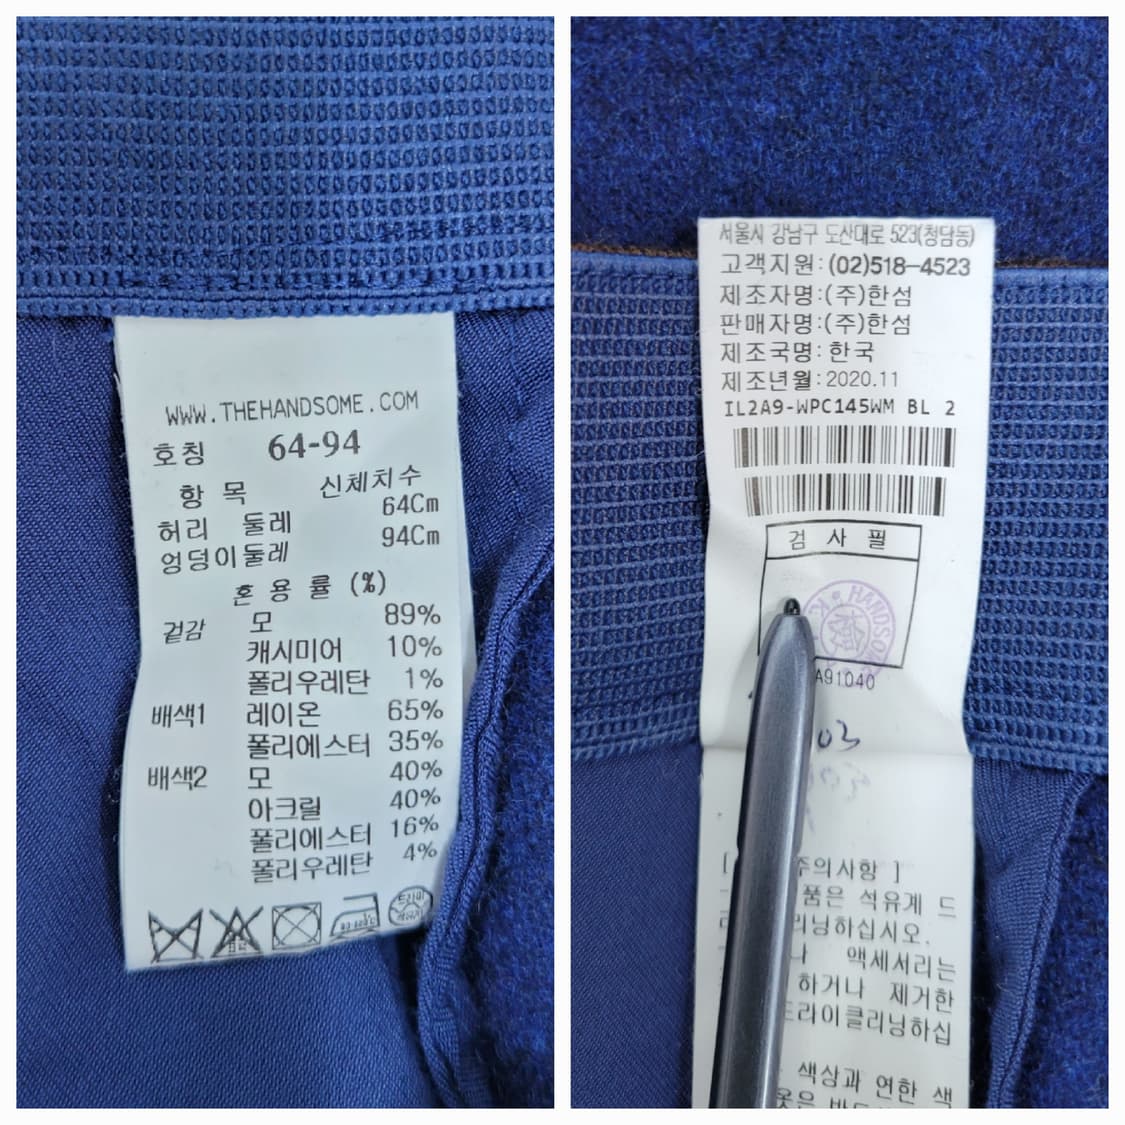 WWW.THEHANDSOME.COM
호칭 64-94
항 목 신체치수
허리 둘레 64Cm
엉덩이둘레 94Cm
혼 용 률 (%)
겉감 모 89%
캐시미어 10%
폴리우레탄 1%
배색1 레이온 65%
폴리에스터 35%
배색2 모 40%
아크릴 40%
폴리에스터 16%
폴리우레탄 4%
드라이
서울시 강남구 도산대로 523(청담동)
고객지원:(02)518-4523
제조자명:(주)한섬
판매자명:(주)한섬
제조국명:한국
제조년월:2020.11
IL2A9-WPC145WM BL 2
검 사 필
HANDSOME
A91040
03
주의사항 ]
품은 석유계 드
리닝하십시오.
나 액세서리는
하거나 제거한
드라이클리닝하십
색상과 연한 색
옷은